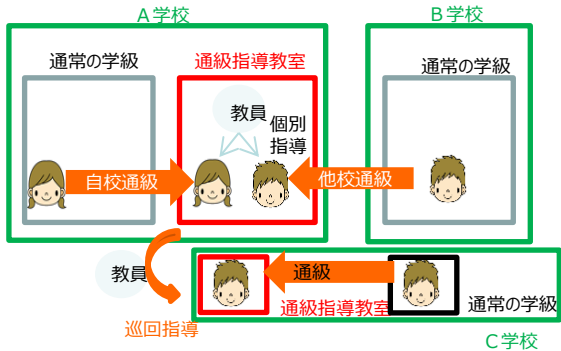 A学校
B学校
通常の学級
通級指導教室
通常の学級
教員
個別
指導
自校通級
他校通級
教員
通級
通級指導教室
通常の学級
巡回指導
C学校